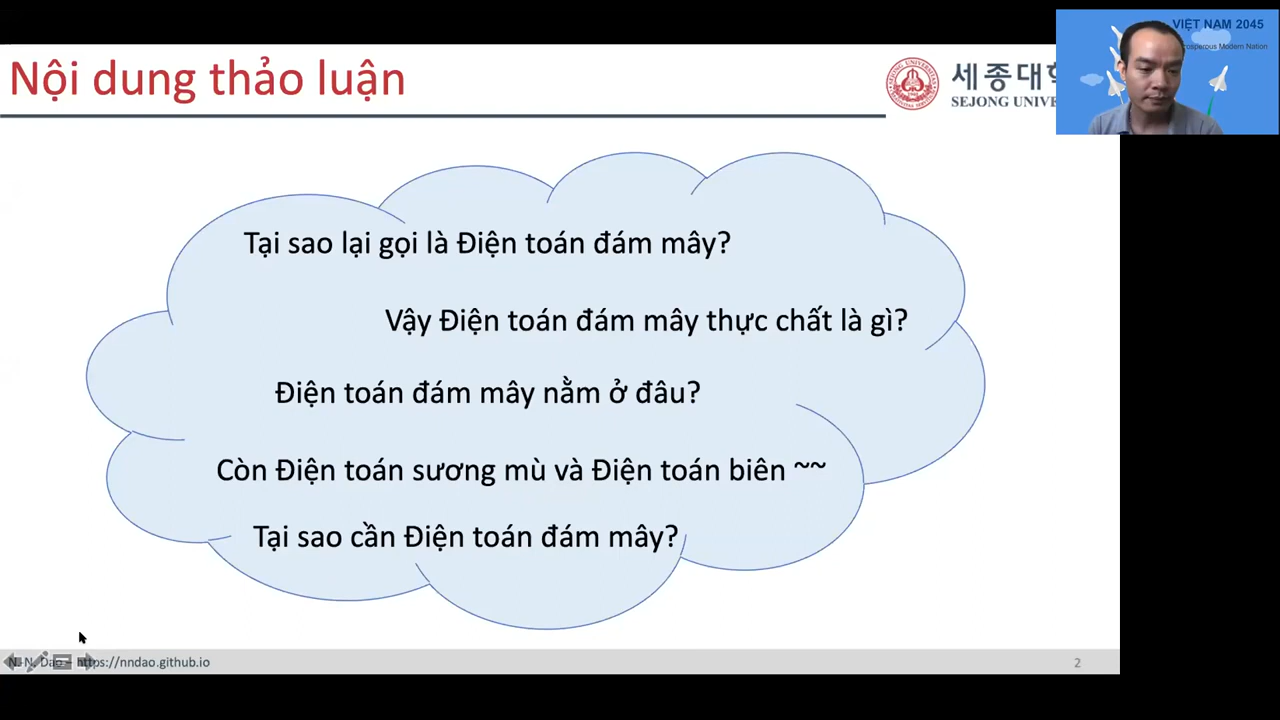 Nội dung thảo luận
세종대
SEJONG UNIVE
VIỆT NAM 2045
Prosperous Modern Nation
Tại sao lại gọi là Điện toán đám mây?
Vậy Điện toán đám mây thực chất là gì?
Điện toán đám mây nằm ở đâu?
Còn Điện toán sương mù và Điện toán biên ~~
Tại sao cần Điện toán đám mây?
N.-N. Dao – https://nndao.github.io
2